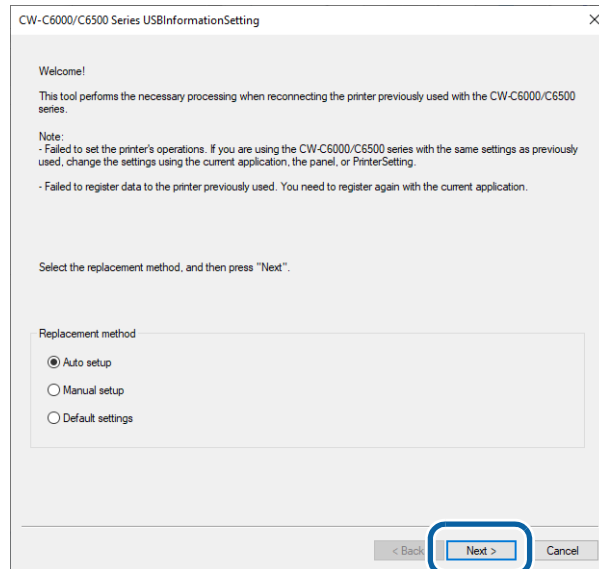 CW-C6000/C6500 Series USBInformationSetting
Welcome!
This tool performs the necessary processing when reconnecting the printer previously used with the CW-C6000/C6500
series.
Note:
- Failed to set the printer's operations. If you are using the CW-C6000/C6500 series with the same settings as previously
used, change the settings using the current application, the panel, or PrinterSetting.
- Failed to register data to the printer previously used. You need to register again with the current application.
Select the replacement method, and then press "Next".
Replacement method
Auto setup
Manual setup
Default settings
< Back Next > Cancel